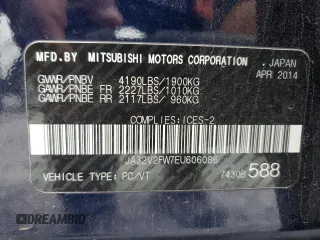 MFD.BY MITSUBISHI MOTORS CORPORATION
JAPAN
APR 2014
GVWR/PNBV 4190LBS/1900KG
GAWR/PNBE FR 2227LBS/1010KG
GAWR/PNBE RR 2117LBS/ 960KG
COMPLIES/CONFORMES:ICES-2
JA32V2FW7EU606086
VEHICLE TYPE: PC/VT
74308 588
DREAMBID